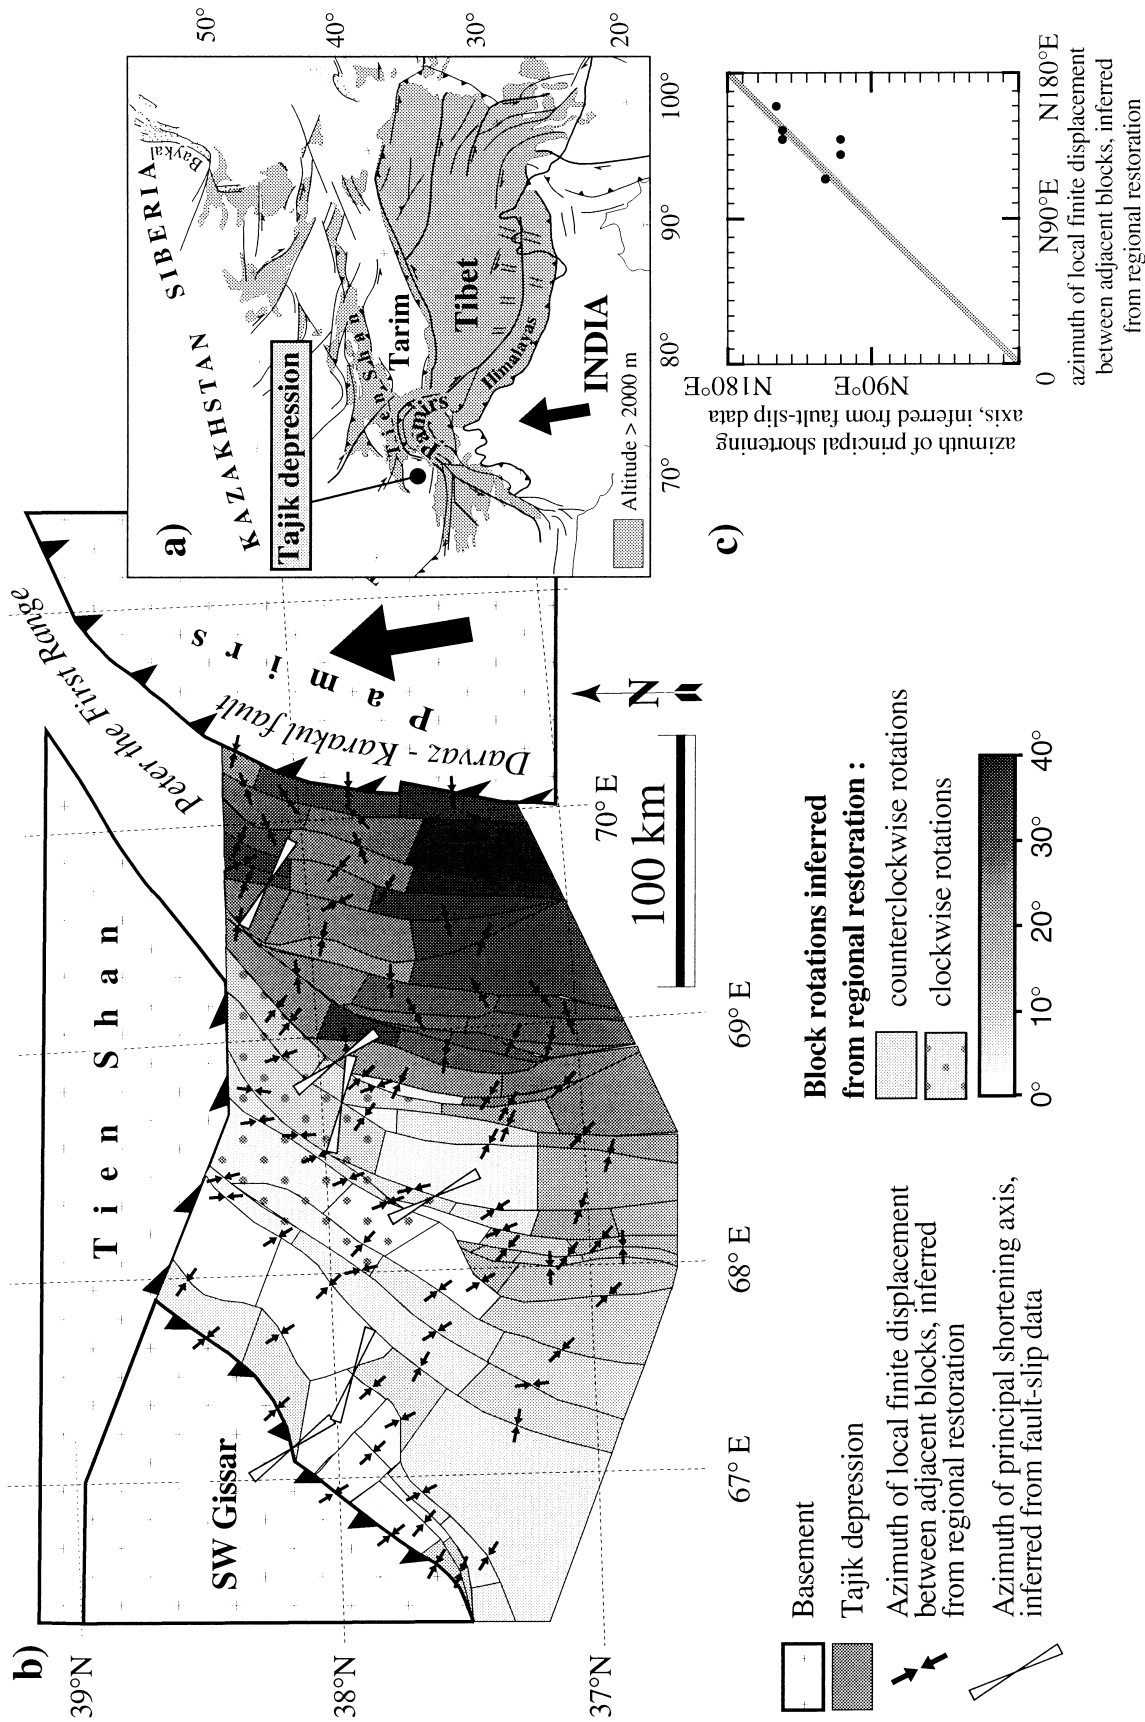 a)
SIBERIA
KAZAKHSTAN
Baykal
Tajik depression
Tien Shan
Tarim
Pamirs
Tibet
Himalayas
INDIA
Altitude > 2000 m
50°
40°
30°
20°
70°
80°
90°
100°
b)
39°N
38°N
37°N
Tien Shan
SW Gissar
Peter the First Range
Darvaz - Karakul fault
Pamirs
N
100 km
67° E
68° E
69° E
70° E
Basement
Tajik depression
Azimuth of local finite displacement
between adjacent blocks, inferred
from regional restoration
Azimuth of principal shortening axis,
inferred from fault-slip data
Block rotations inferred
from regional restoration :
counterclockwise rotations
clockwise rotations
0°
10°
20°
30°
40°
c)
azimuth of principal shortening
axis, inferred from fault-slip data
N180°E
N90°E
0
N90°E
N180°E
azimuth of local finite displacement
between adjacent blocks, inferred
from regional restoration